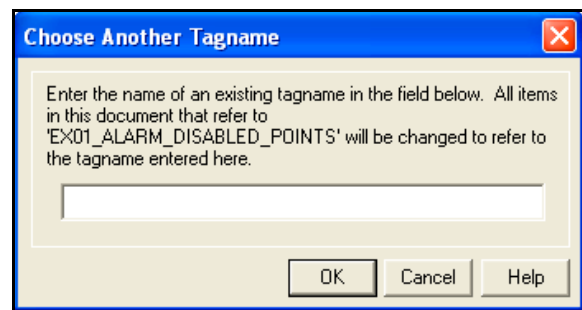 Choose Another Tagname
Enter the name of an existing tagname in the field below.  All items
in this document that refer to
'EX01_ALARM_DISABLED_POINTS' will be changed to refer to
the tagname entered here.
OK Cancel Help